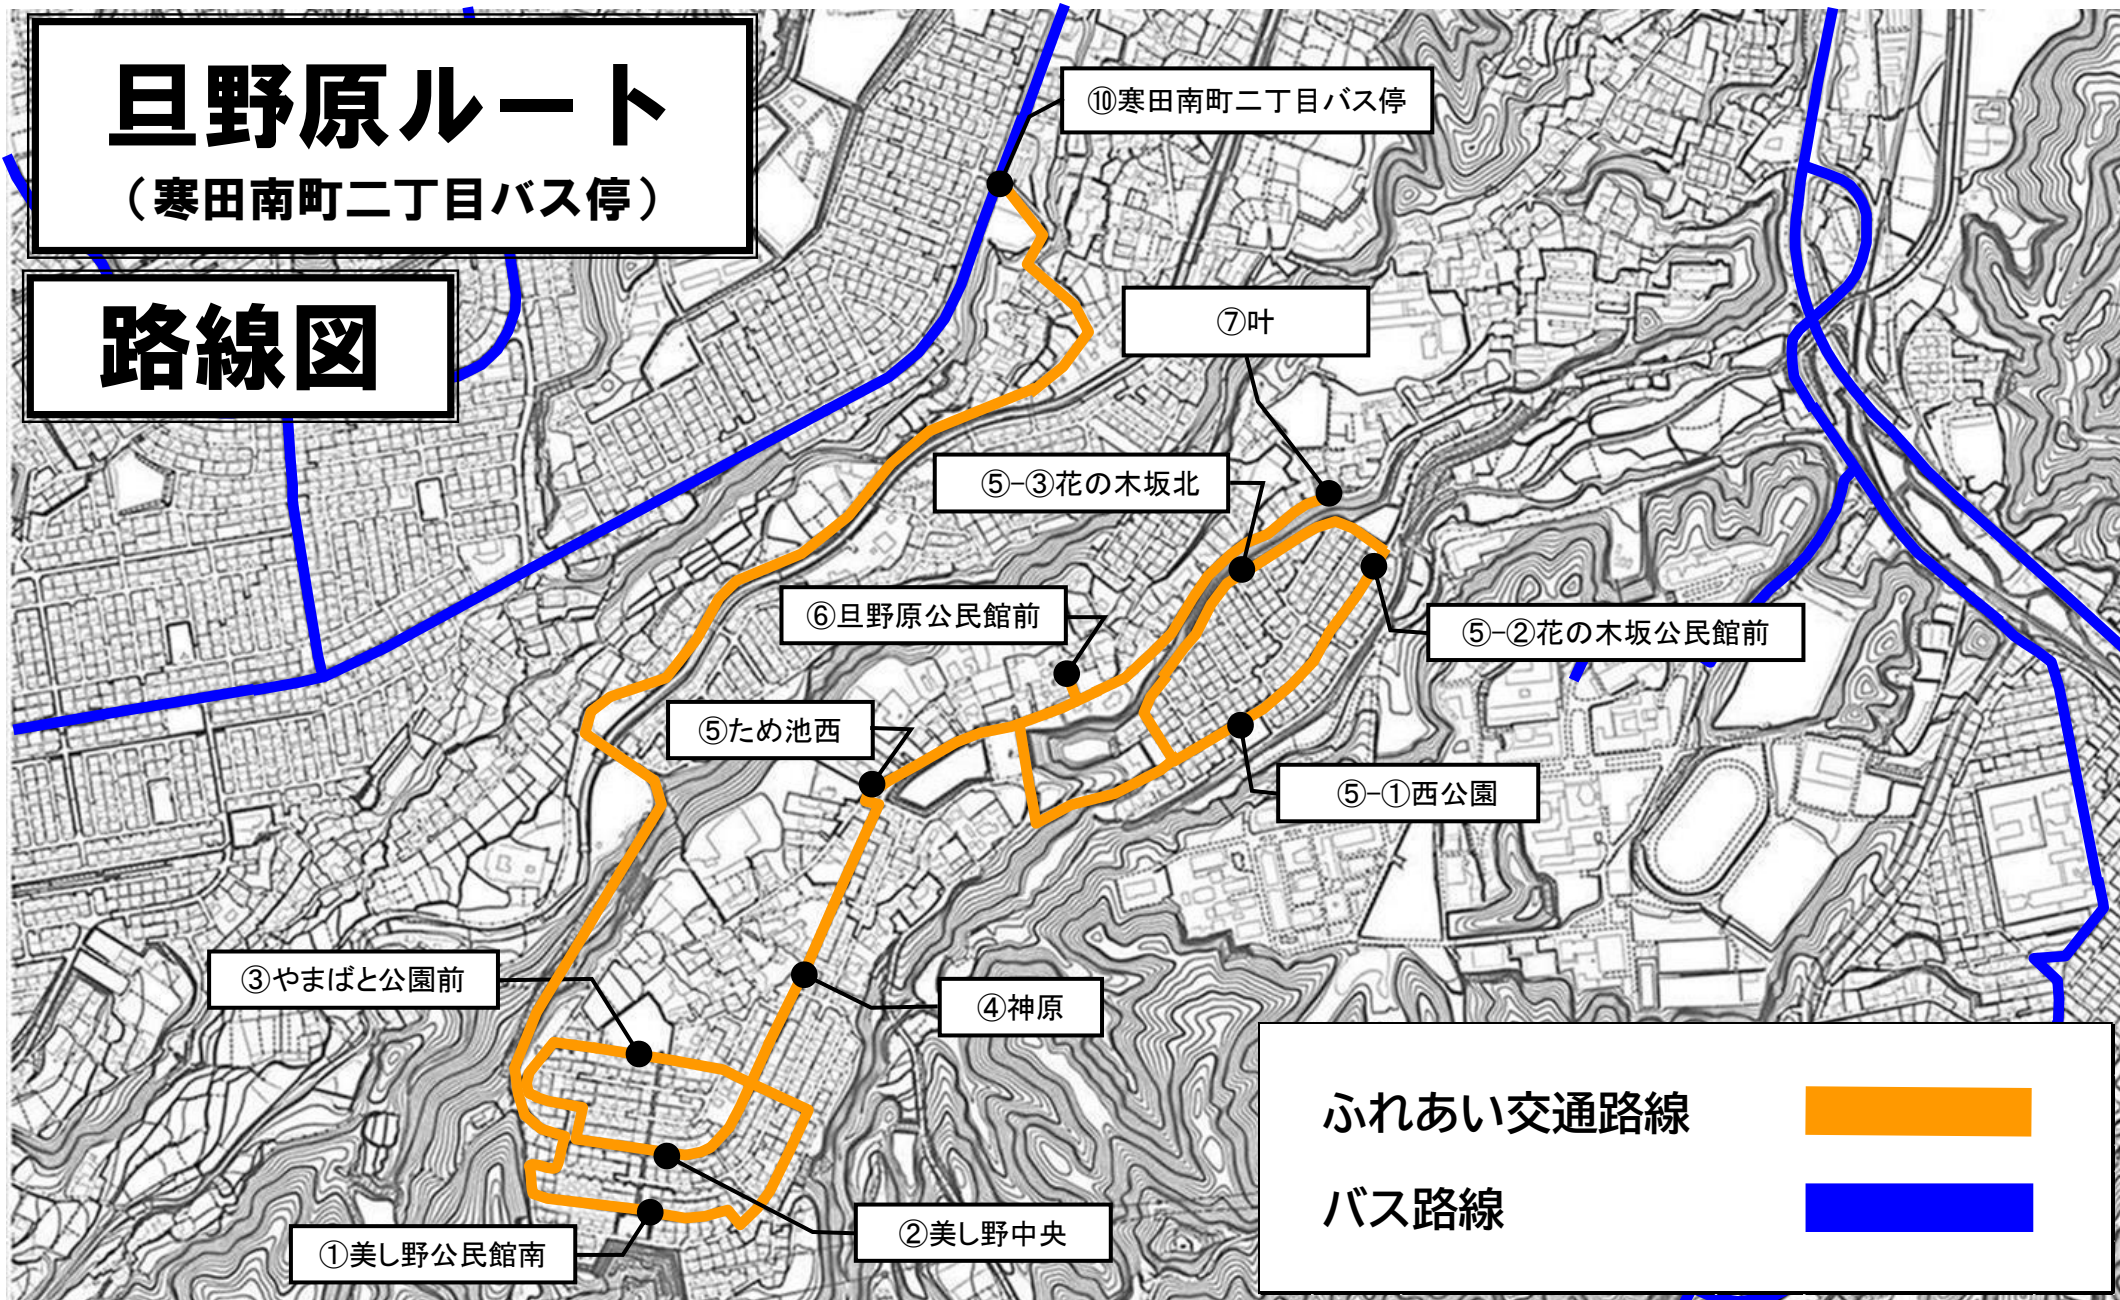 旦野原ルート
（寒田南町二丁目バス停）
路線図
⑩寒田南町二丁目バス停
⑦叶
⑤-③花の木坂北
⑥旦野原公民館前
⑤-②花の木坂公民館前
⑤ため池西
⑤-①西公園
③やまばと公園前
④神原
②美し野中央
①美し野公民館南
ふれあい交通路線
バス路線